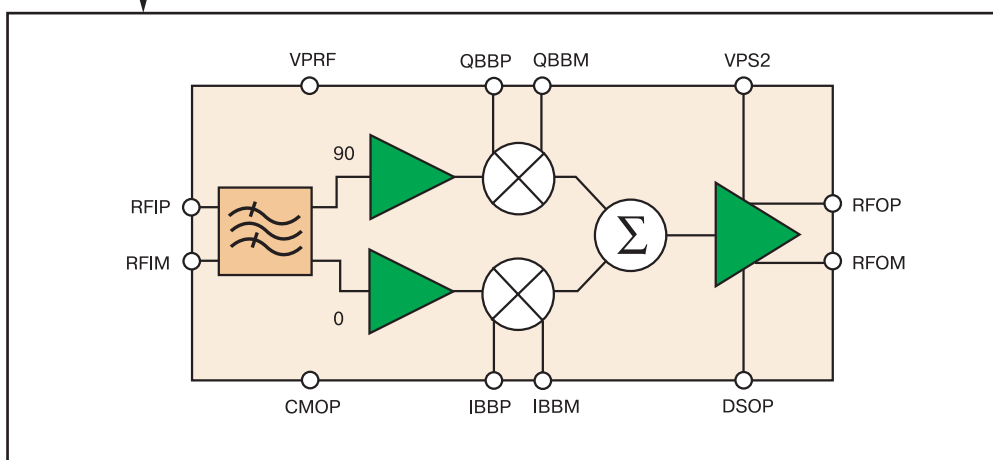 VPRF QBBP QBBM VPS2
90
RFIP RFOP
Σ
RFIM RFOM
0
CMOP IBBP IBBM DSOP